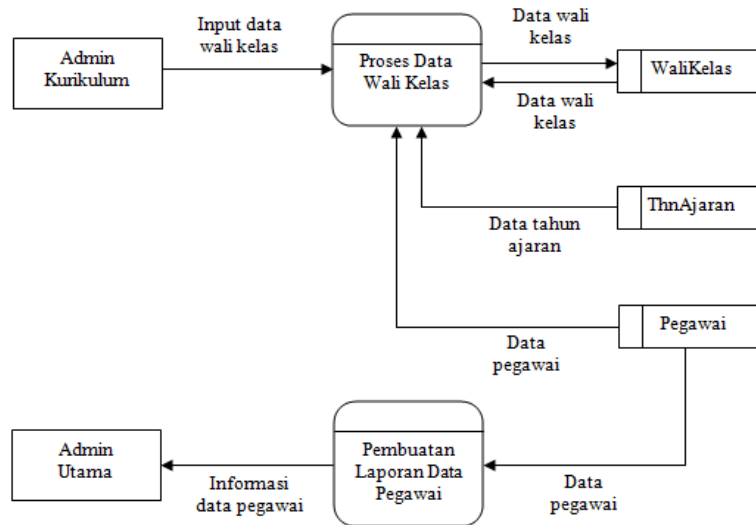 Input data
wali kelas
Admin
Kurikulum
Proses Data
Wali Kelas
Data wali
kelas
WaliKelas
Data wali
kelas
ThnAjaran
Data tahun
ajaran
Pegawai
Data
pegawai
Admin
Utama
Informasi
data pegawai
Pembuatan
Laporan Data
Pegawai
Data
pegawai